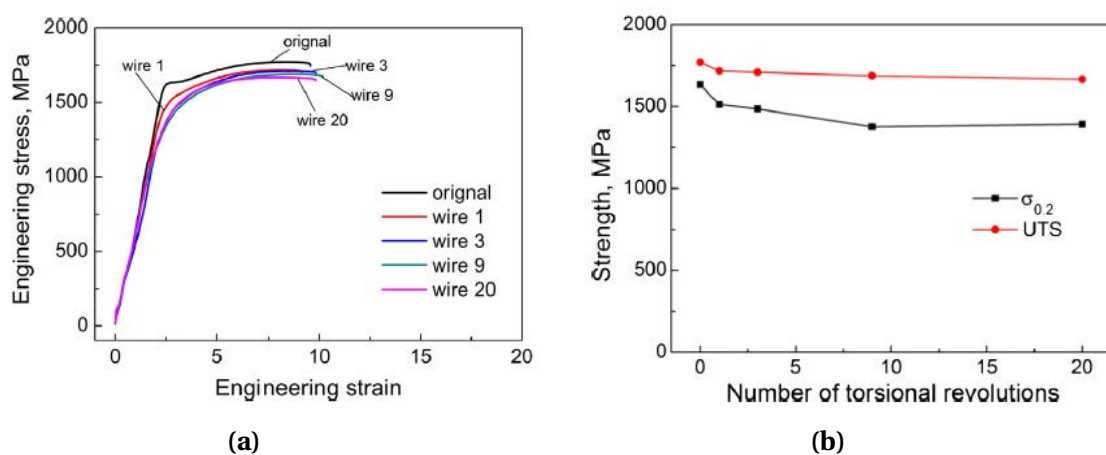 2000
1500
1000
500
0
0
5
10
15
20
Engineering stress, MPa
Engineering strain
orignal
wire 1
wire 3
wire 9
wire 20
orignal
wire 1
wire 3
wire 9
wire 20
(a)
2000
1500
1000
500
0
0
5
10
15
20
Strength, MPa
Number of torsional revolutions
σ0.2
UTS
(b)